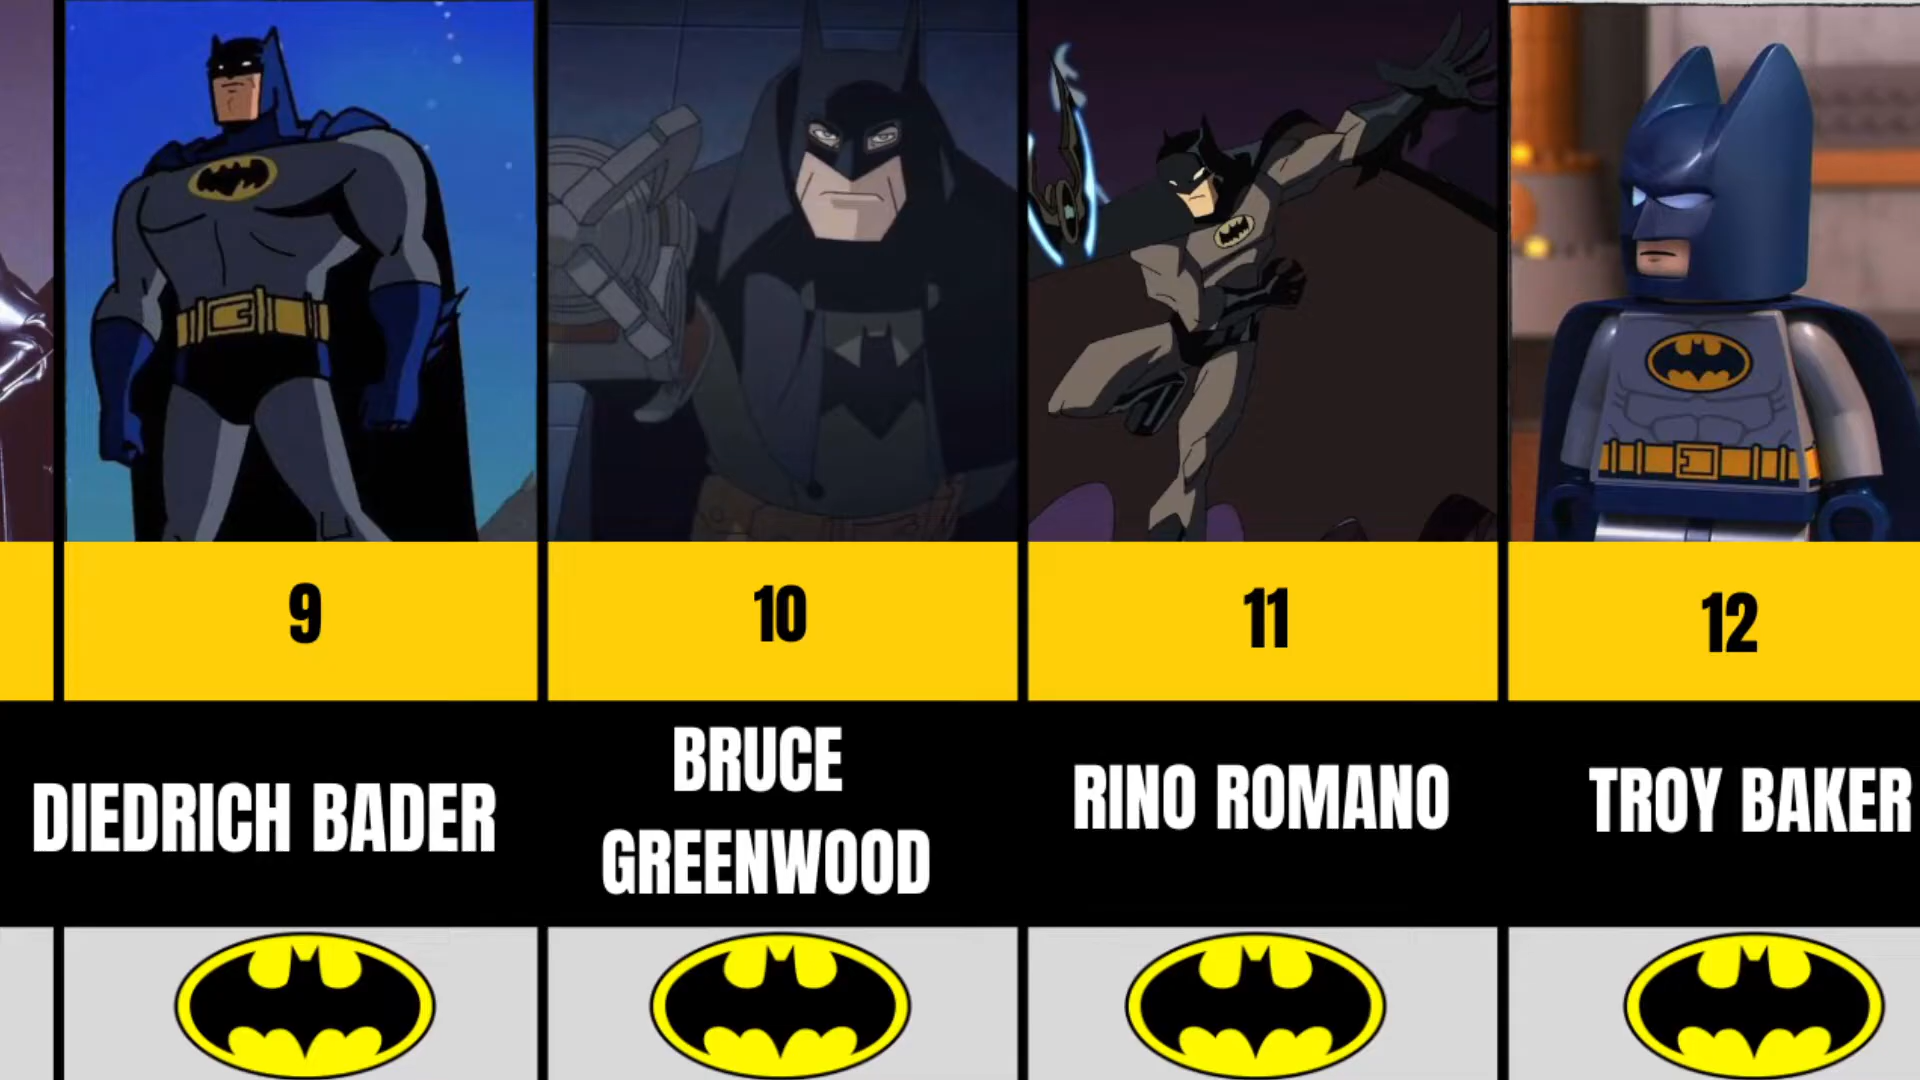 9
10
11
12
DIEDRICH BADER
BRUCE
GREENWOOD
RINO ROMANO
TROY BAKER